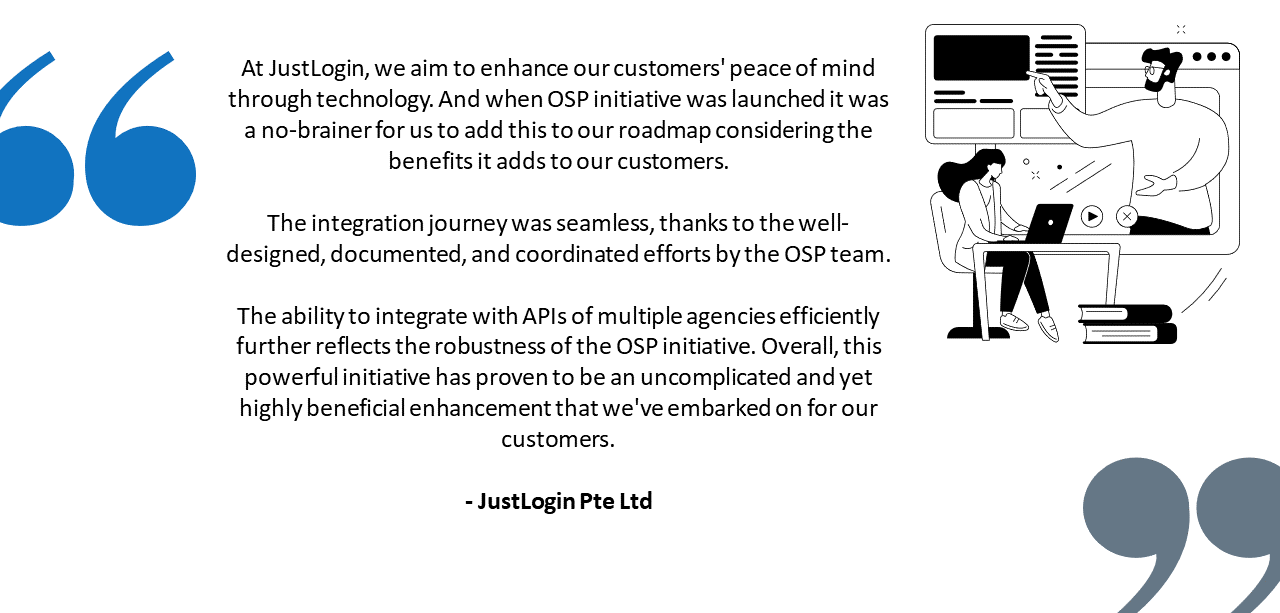 At JustLogin, we aim to enhance our customers' peace of mind
through technology. And when OSP initiative was launched it was
a no-brainer for us to add this to our roadmap considering the
benefits it adds to our customers.
The integration journey was seamless, thanks to the well-
designed, documented, and coordinated efforts by the OSP team.
The ability to integrate with APIs of multiple agencies efficiently
further reflects the robustness of the OSP initiative. Overall, this
powerful initiative has proven to be an uncomplicated and yet
highly beneficial enhancement that we've embarked on for our
customers.
- JustLogin Pte Ltd